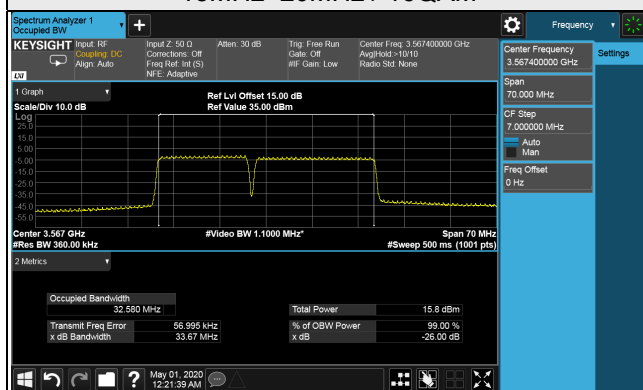 Spectrum Analyzer 1
Occupied BW
+
Frequency
KEYSIGHT
Input: RF
Coupling: DC
Align: Auto
Input Z: 50 Ω
Corrections: Off
Freq Ref: Int (S)
NFE: Adaptive
Atten: 30 dB
Trig: Free Run
Gate: Off
#IF Gain: Low
Center Freq: 3.567400000 GHz
Avg|Hold:>10/10
Radio Std: None
LXI
Center Frequency
3.567400000 GHz
Settings
Span
70.000 MHz
CF Step
7.000000 MHz
Auto
Man
Freq Offset
0 Hz
1 Graph
Scale/Div 10.0 dB
Ref Lvl Offset 15.00 dB
Ref Value 35.00 dBm
Log
25.0
15.0
5.00
-5.00
-15.0
-25.0
-35.0
-45.0
-55.0
Center 3.567 GHz
#Res BW 360.00 kHz
#Video BW 1.1000 MHz*
Span 70 MHz
#Sweep 500 ms (1001 pts)
2 Metrics
Occupied Bandwidth
32.580 MHz
Total Power 15.8 dBm
Transmit Freq Error 56.995 kHz
% of OBW Power 99.00 %
x dB Bandwidth 33.67 MHz
x dB -26.00 dB
?
May 01, 2020
12:21:39 AM